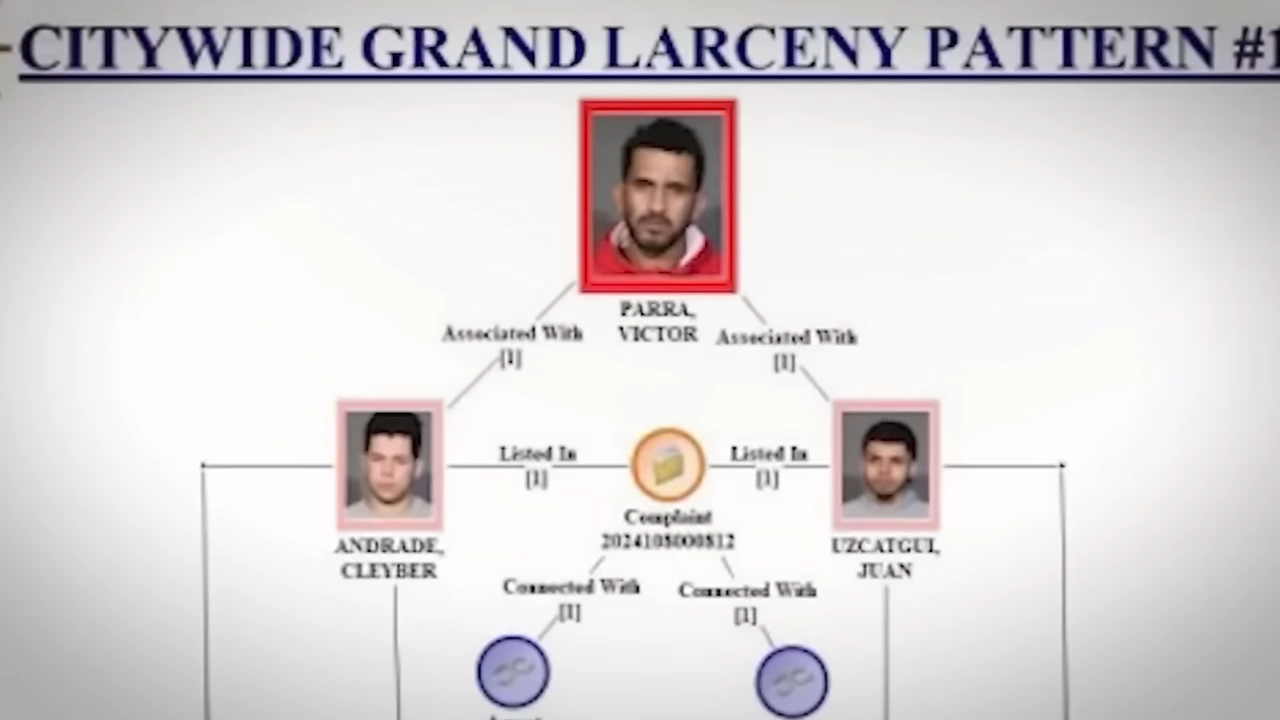 CITYWIDE GRAND LARCENY PATTERN #1
PARRA,
VICTOR
Associated With
[1]
Associated With
[1]
Listed In
[1]
Listed In
[1]
Complaint
2024108000812
ANDRADE,
CLEYBER
UZCATGUI,
JUAN
Connected With
[1]
Connected With
[1]